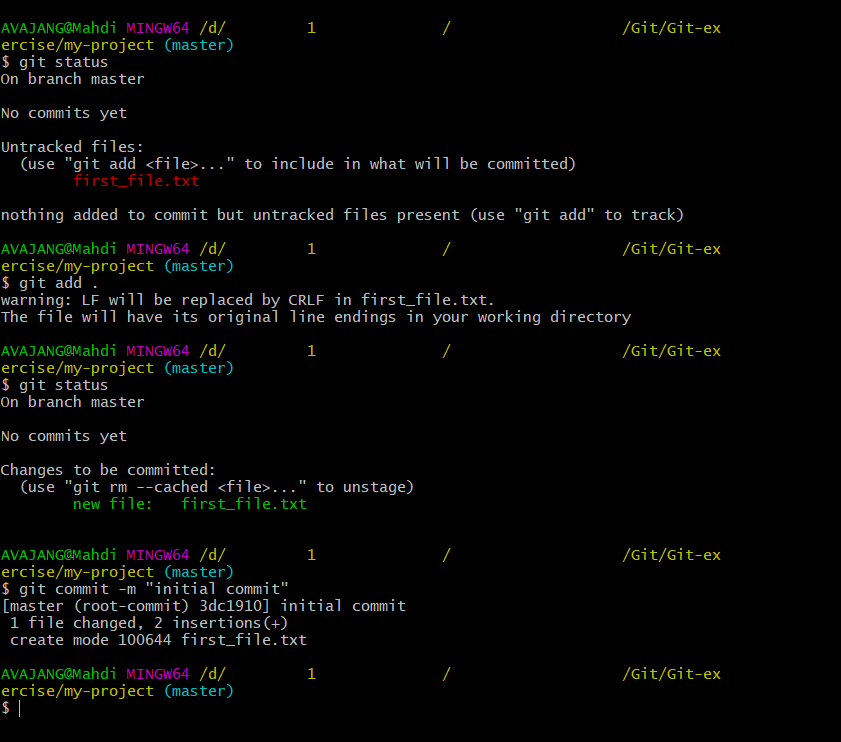 AVAJANG@Mahdi MINGW64 /d/ 1 / /Git/Git-ex
ercise/my-project (master)
$ git status
On branch master
No commits yet
Untracked files:
(use "git add <file>..." to include in what will be committed)
first_file.txt
nothing added to commit but untracked files present (use "git add" to track)
AVAJANG@Mahdi MINGW64 /d/ 1 / /Git/Git-ex
ercise/my-project (master)
$ git add .
warning: LF will be replaced by CRLF in first_file.txt.
The file will have its original line endings in your working directory
AVAJANG@Mahdi MINGW64 /d/ 1 / /Git/Git-ex
ercise/my-project (master)
$ git status
On branch master
No commits yet
Changes to be committed:
(use "git rm --cached <file>..." to unstage)
new file:   first_file.txt
AVAJANG@Mahdi MINGW64 /d/ 1 / /Git/Git-ex
ercise/my-project (master)
$ git commit -m "initial commit"
[master (root-commit) 3dc1910] initial commit
1 file changed, 2 insertions(+)
create mode 100644 first_file.txt
AVAJANG@Mahdi MINGW64 /d/ 1 / /Git/Git-ex
ercise/my-project (master)
$